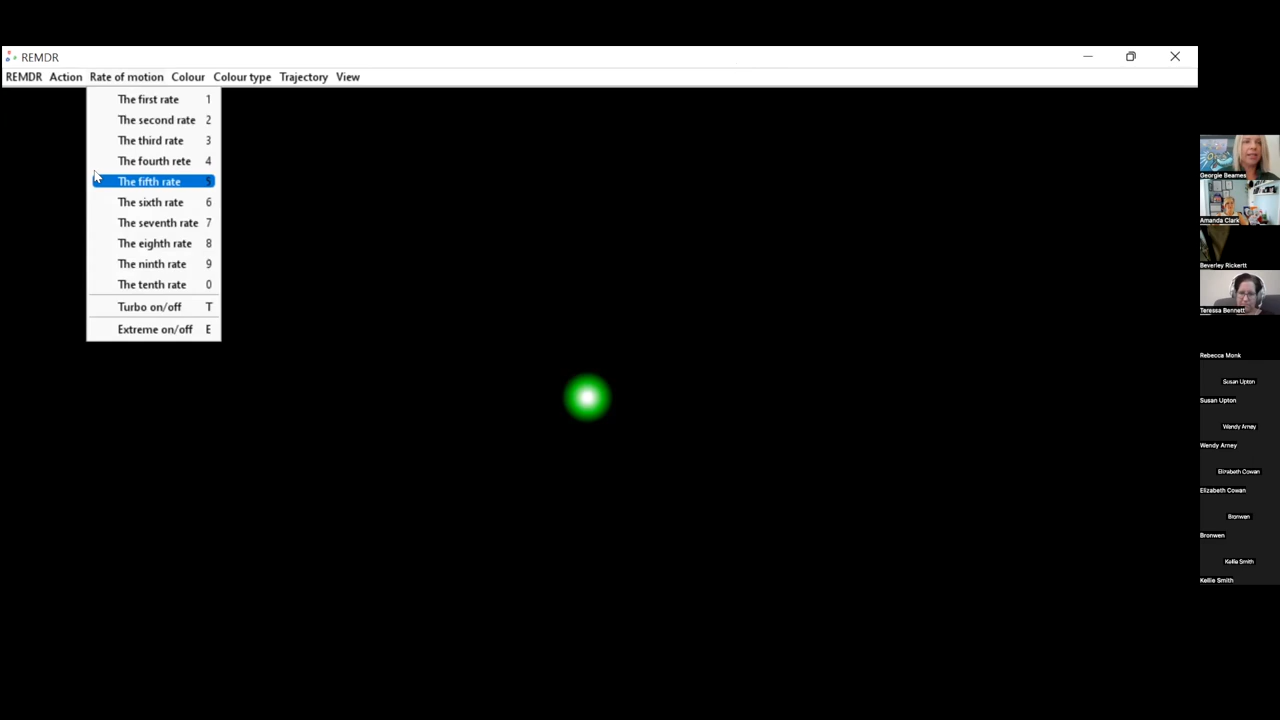 REMDR
REMDR Action Rate of motion Colour Colour type Trajectory View
The first rate 1
The second rate 2
The third rate 3
The fourth rete 4
The fifth rate 5
The sixth rate 6
The seventh rate 7
The eighth rate 8
The ninth rate 9
The tenth rate 0
Turbo on/off T
Extreme on/off E
Georgie Beames
Amanda Clark
Beverley Rickertt
Teressa Bennett
Rebecca Monk
Susan Upton
Susan Upton
Wendy Arney
Wendy Arney
Elizabeth Cowan
Elizabeth Cowan
Bronwen
Bronwen
Kellie Smith
Kellie Smith